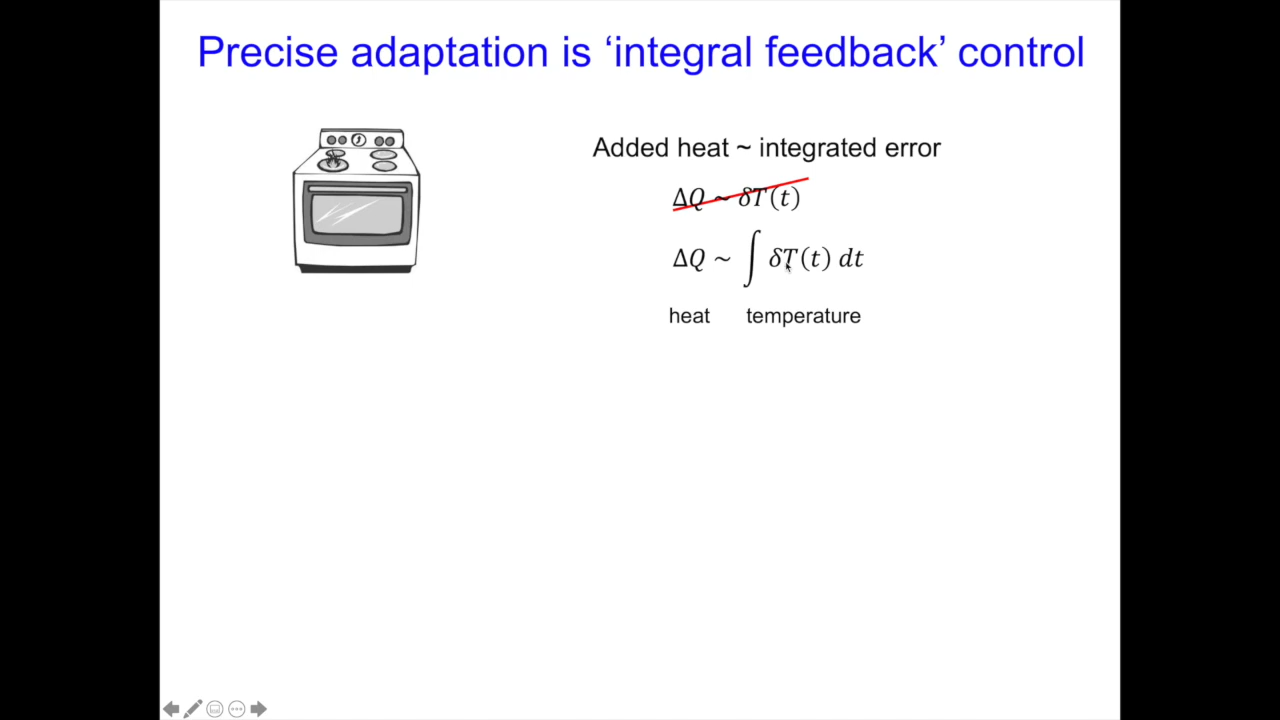 Precise adaptation is ‘integral feedback’ control
Added heat ~ integrated error
ΔQ ~ δT(t)
ΔQ ~ ∫ δT(t) dt
heat temperature